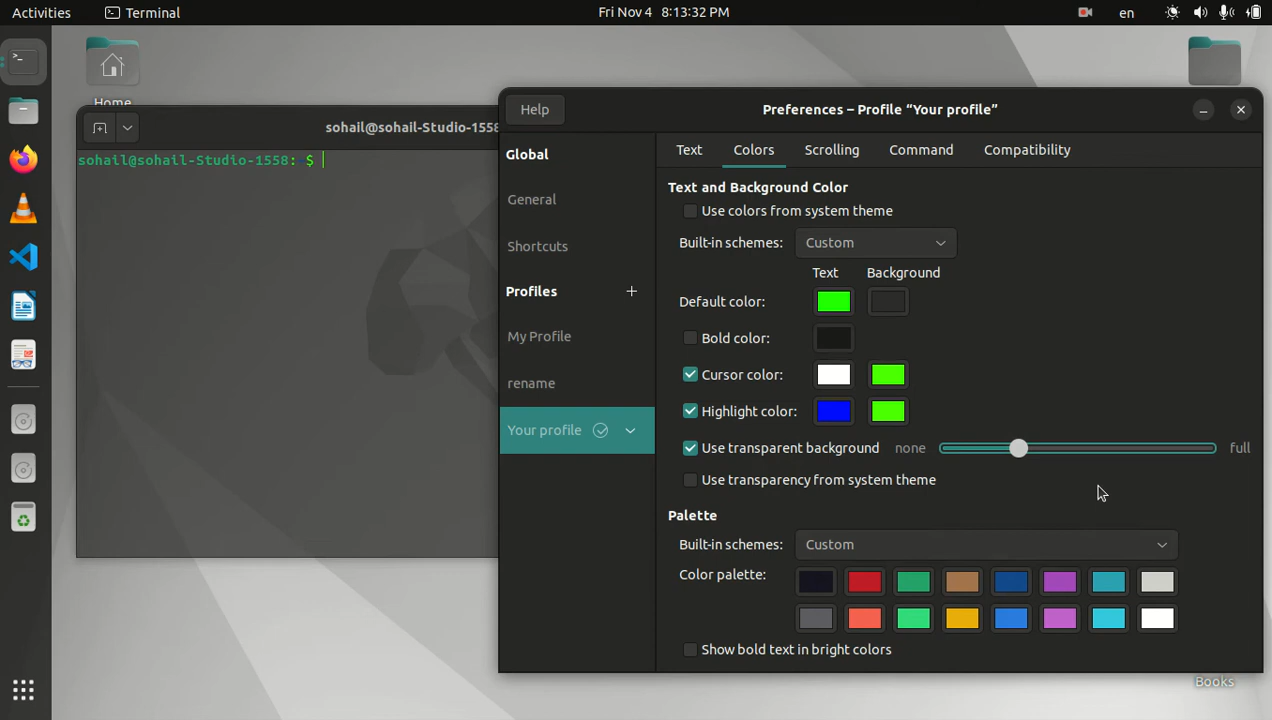 Activities
Terminal
Fri Nov 4 8:13:32 PM
en
Home
sohail@sohail-Studio-1558
sohail@sohail-Studio-1558:~$
Help
Preferences – Profile “Your profile”
Global
General
Shortcuts
Profiles
My Profile
rename
Your profile
Text
Colors
Scrolling
Command
Compatibility
Text and Background Color
Use colors from system theme
Built-in schemes: Custom
Text Background
Default color:
Bold color:
Cursor color:
Highlight color:
Use transparent background none full
Use transparency from system theme
Palette
Built-in schemes: Custom
Color palette:
Show bold text in bright colors
Books